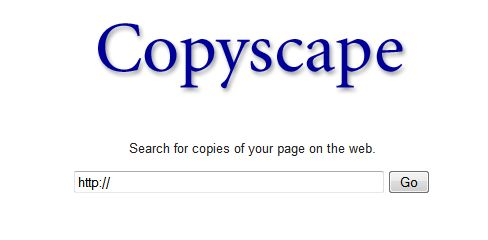 Copyscape
Search for copies of your page on the web.
http:// Go